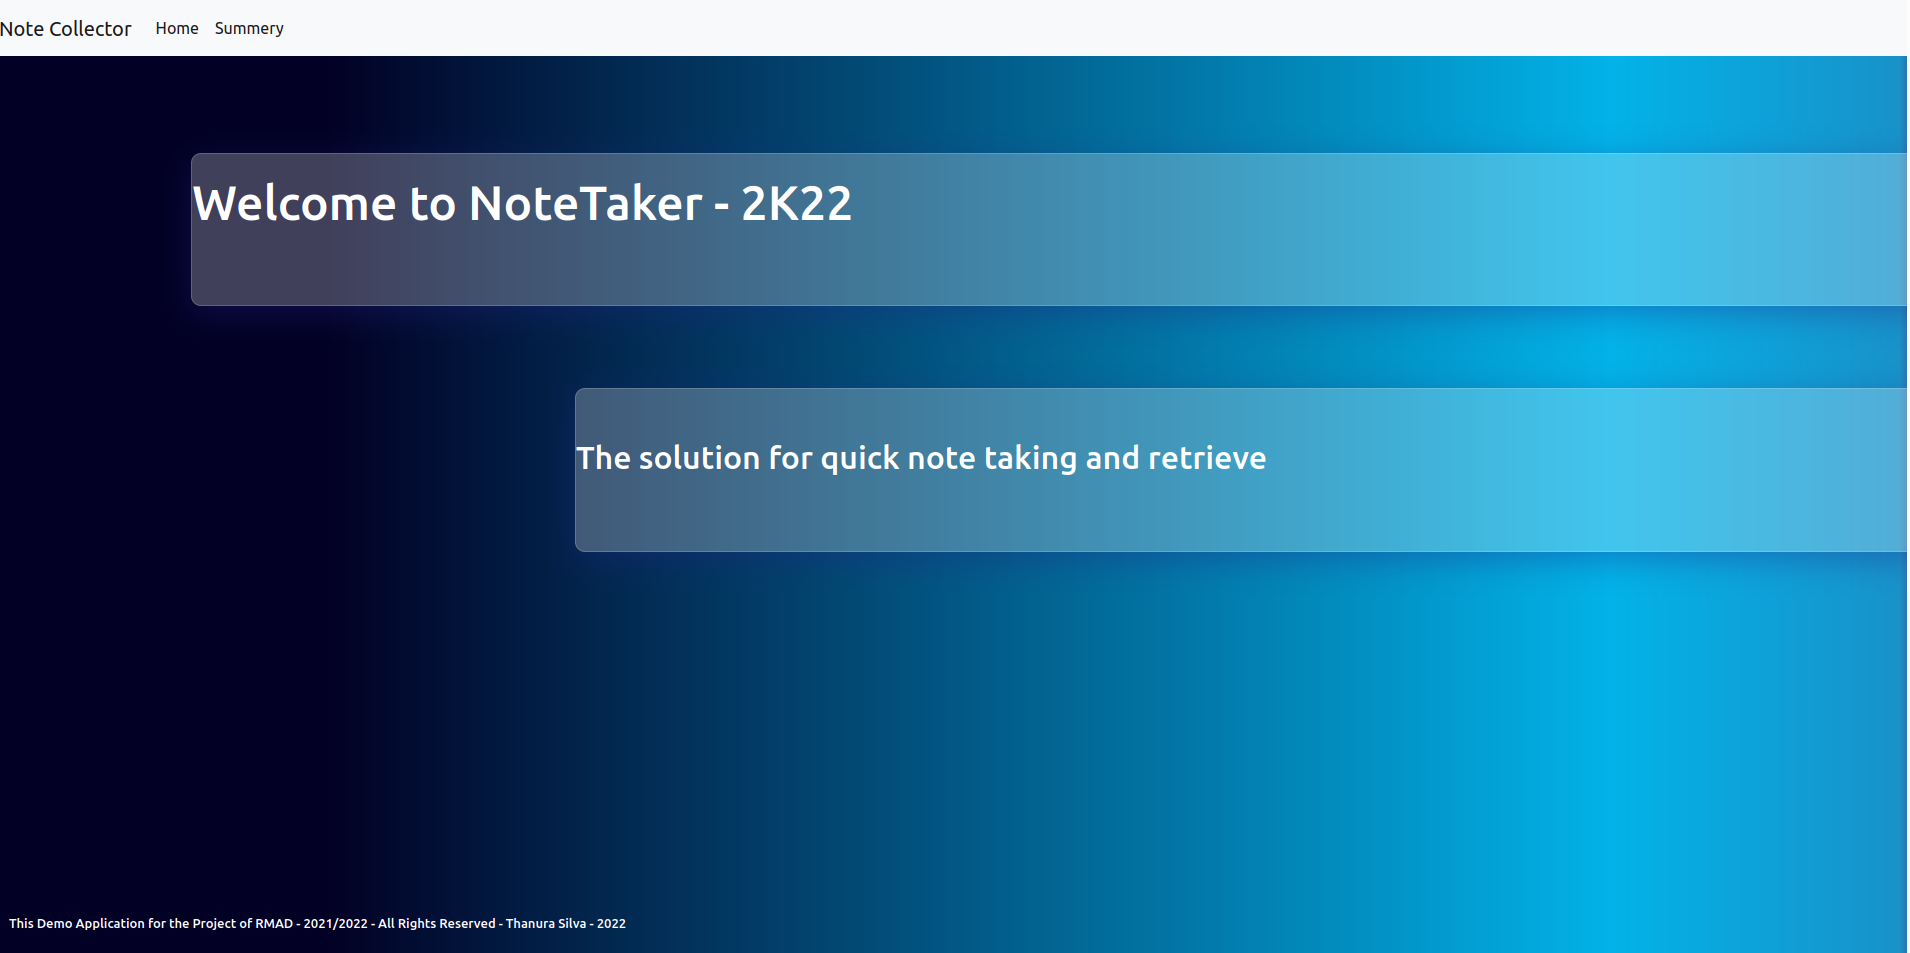 Note Collector Home Summery
Welcome to NoteTaker - 2K22
The solution for quick note taking and retrieve
This Demo Application for the Project of RMAD - 2021/2022 - All Rights Reserved - Thanura Silva - 2022